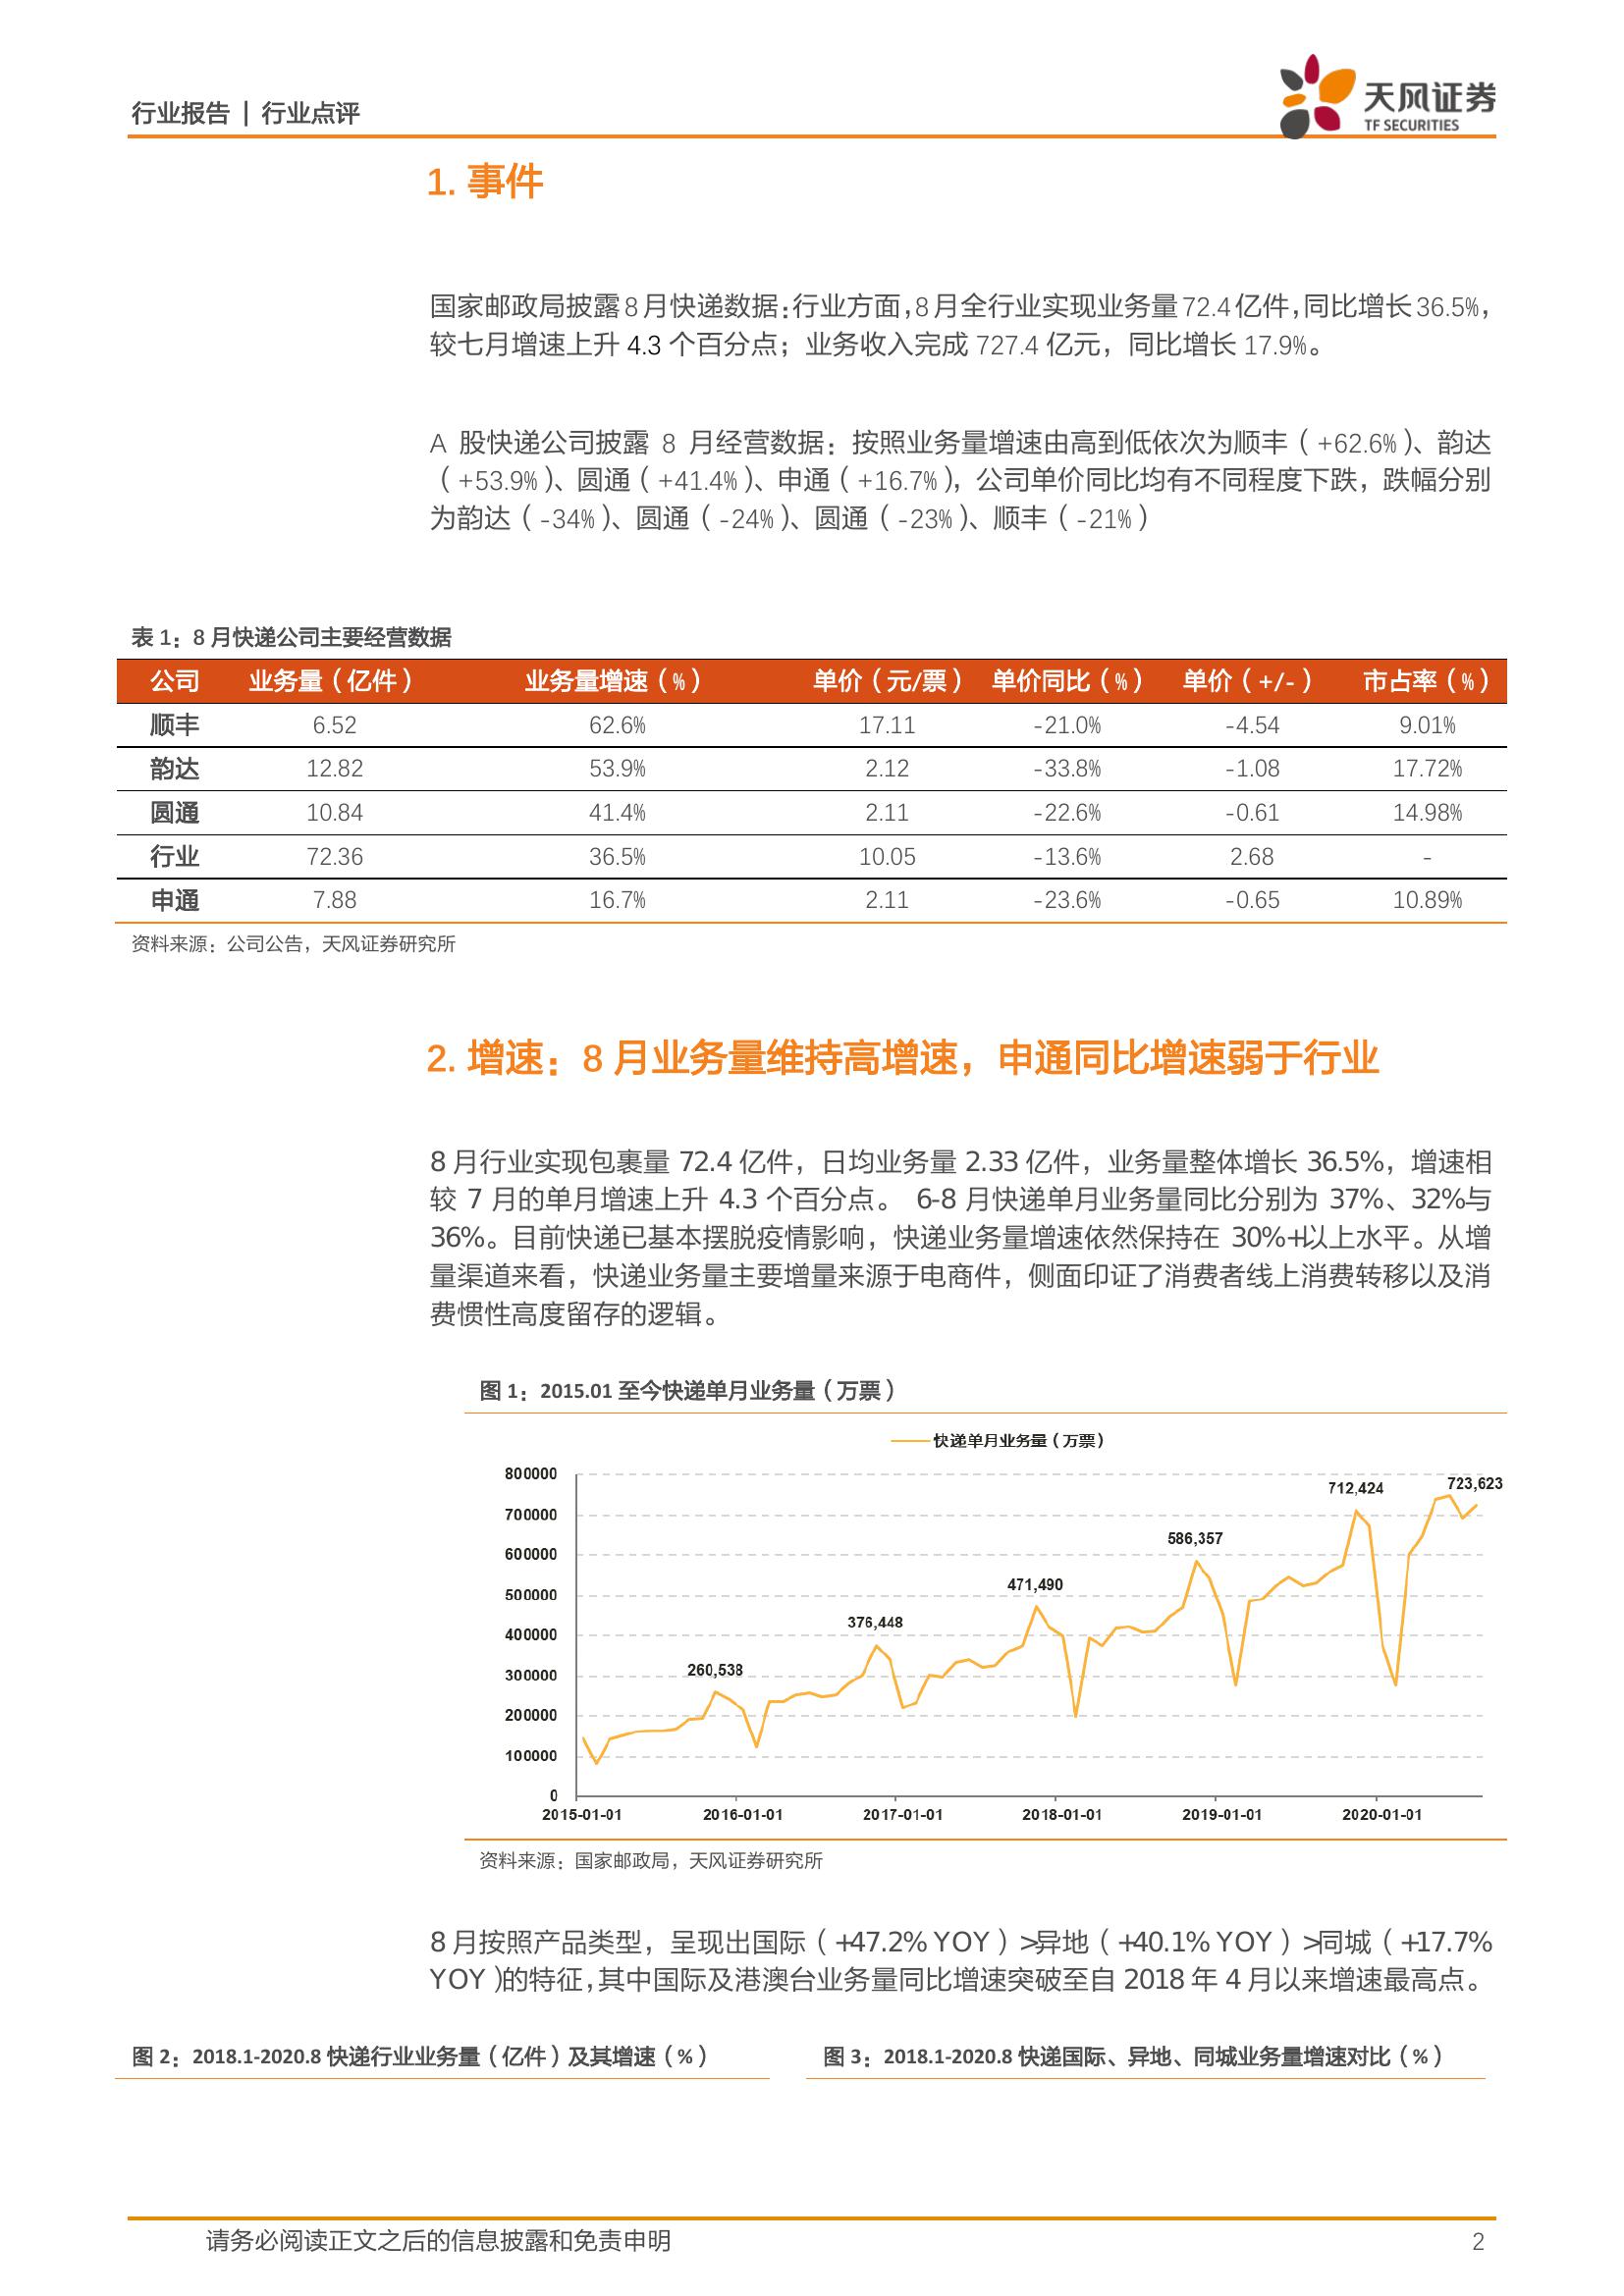 行业报告 | 行业点评
天风证券
TF SECURITIES
1. 事件
国家邮政局披露8月快递数据：行业方面，8月全行业实现业务量72.4亿件，同比增长36.5%，
较七月增速上升 4.3 个百分点；业务收入完成 727.4 亿元，同比增长 17.9%。
A 股快递公司披露 8 月经营数据：按照业务量增速由高到低依次为顺丰（+62.6%）、韵达
（+53.9%）、圆通（+41.4%）、申通（+16.7%），公司单价同比均有不同程度下跌，跌幅分别
为韵达（-34%）、圆通（-24%）、圆通（-23%）、顺丰（-21%）
表 1：8 月快递公司主要经营数据
公司 业务量（亿件） 业务量增速（%） 单价（元/票） 单价同比（%） 单价（+/-） 市占率（%）
顺丰 6.52 62.6% 17.11 -21.0% -4.54 9.01%
韵达 12.82 53.9% 2.12 -33.8% -1.08 17.72%
圆通 10.84 41.4% 2.11 -22.6% -0.61 14.98%
行业 72.36 36.5% 10.05 -13.6% 2.68 -
申通 7.88 16.7% 2.11 -23.6% -0.65 10.89%
资料来源：公司公告，天风证券研究所
2. 增速：8 月业务量维持高增速，申通同比增速弱于行业
8 月行业实现包裹量 72.4 亿件，日均业务量 2.33 亿件，业务量整体增长 36.5%，增速相
较 7 月的单月增速上升 4.3 个百分点。 6-8 月快递单月业务量同比分别为 37%、32%与
36%。目前快递已基本摆脱疫情影响，快递业务量增速依然保持在 30%+以上水平。从增
量渠道来看，快递业务量主要增量来源于电商件，侧面印证了消费者线上消费转移以及消
费惯性高度留存的逻辑。
图 1：2015.01 至今快递单月业务量（万票）
快递单月业务量（万票）
800000
700000
600000
500000
400000
300000
200000
100000
0
260,538
376,448
471,490
586,357
712,424
723,623
2015-01-01 2016-01-01 2017-01-01 2018-01-01 2019-01-01 2020-01-01
资料来源：国家邮政局，天风证券研究所
8 月按照产品类型，呈现出国际（+47.2% YOY）>异地（+40.1% YOY）>同城（+17.7%
YOY）的特征，其中国际及港澳台业务量同比增速突破至自 2018 年 4 月以来增速最高点。
图 2：2018.1-2020.8 快递行业业务量（亿件）及其增速（%）
图 3：2018.1-2020.8 快递国际、异地、同城业务量增速对比（%）
请务必阅读正文之后的信息披露和免责申明 2